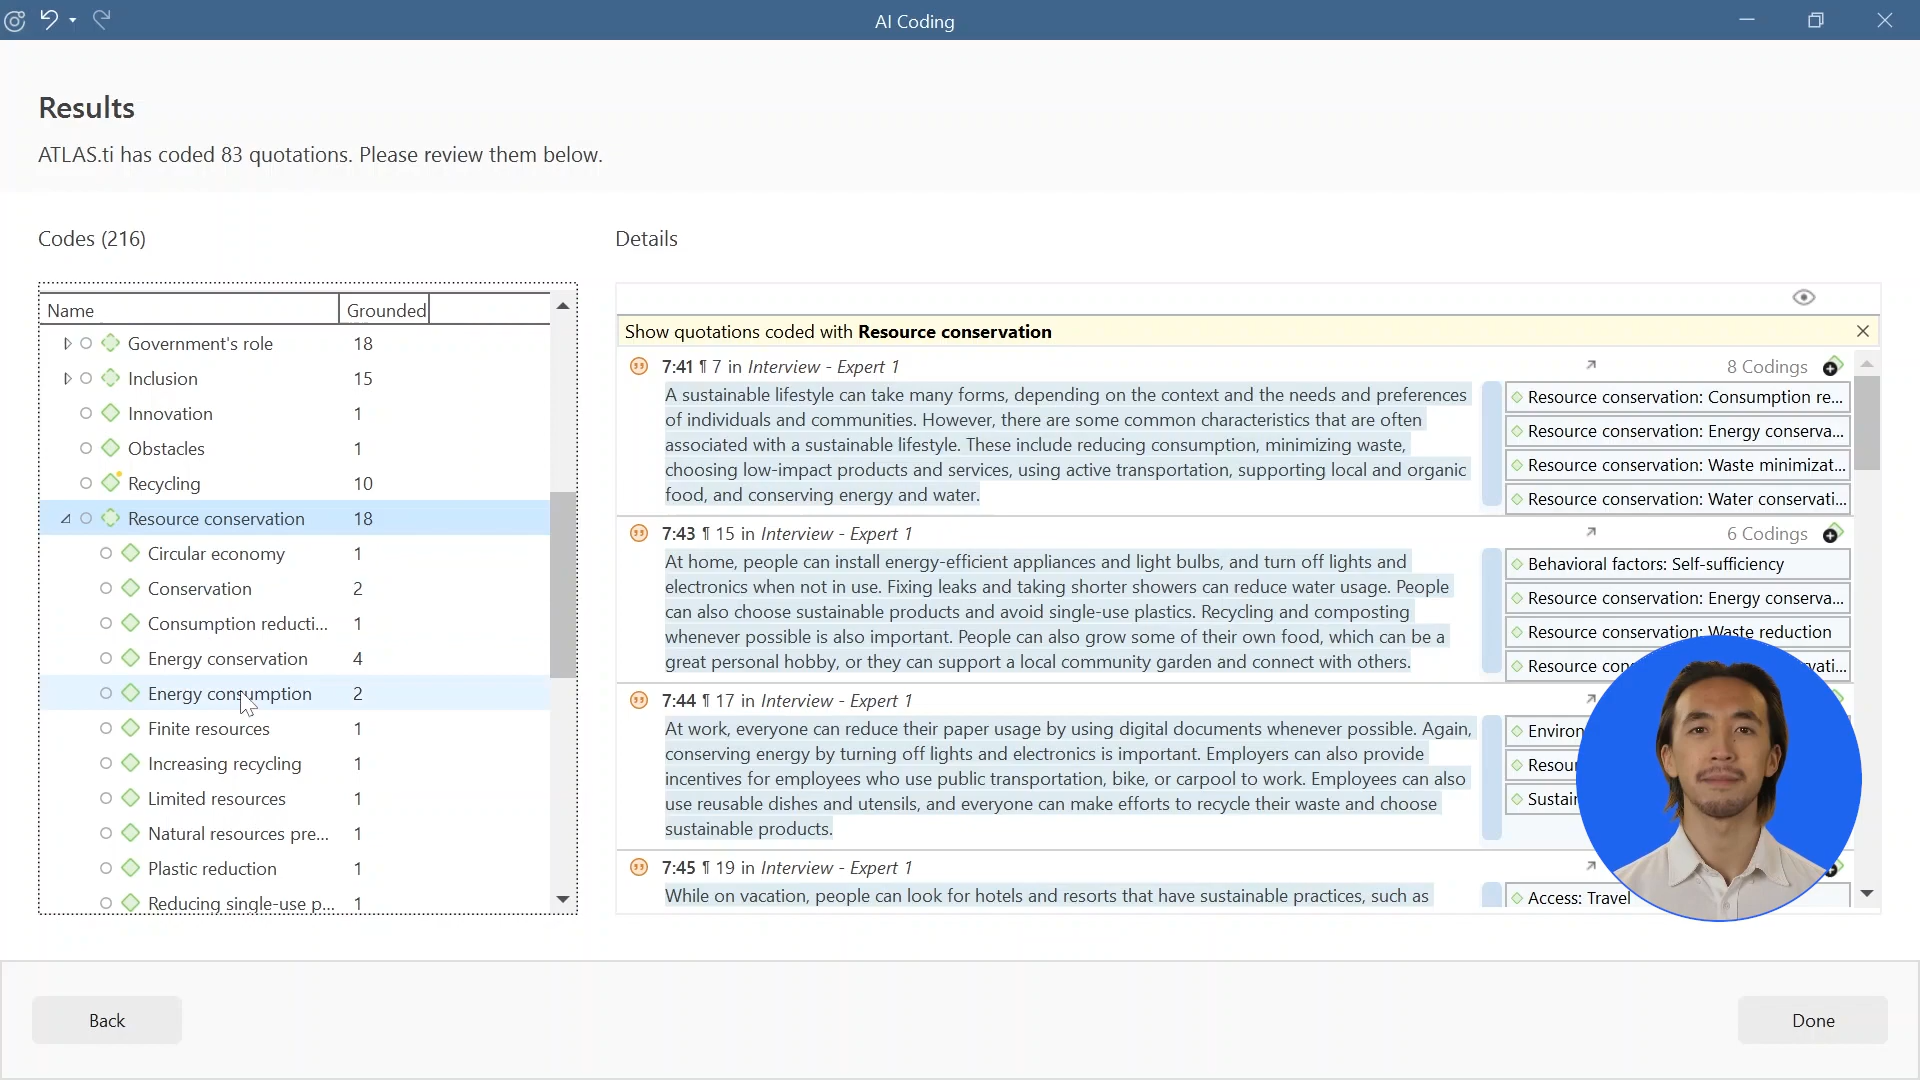 AI Coding
Results
ATLAS.ti has coded 83 quotations. Please review them below.
Codes (216)
Name Grounded
Government's role 18
Inclusion 15
Innovation 1
Obstacles 1
Recycling 10
Resource conservation 18
Circular economy 1
Conservation 2
Consumption reducti... 1
Energy conservation 4
Energy consumption 2
Finite resources 1
Increasing recycling 1
Limited resources 1
Natural resources pre... 1
Plastic reduction 1
Reducing single-use p... 1
Details
Show quotations coded with Resource conservation
7:41 ¶ 7 in Interview - Expert 1
8 Codings
A sustainable lifestyle can take many forms, depending on the context and the needs and preferences
of individuals and communities. However, there are some common characteristics that are often
associated with a sustainable lifestyle. These include reducing consumption, minimizing waste,
choosing low-impact products and services, using active transportation, supporting local and organic
food, and conserving energy and water.
Resource conservation: Consumption re...
Resource conservation: Energy conserva...
Resource conservation: Waste minimizat...
Resource conservation: Water conservati...
7:43 ¶ 15 in Interview - Expert 1
6 Codings
At home, people can install energy-efficient appliances and light bulbs, and turn off lights and
electronics when not in use. Fixing leaks and taking shorter showers can reduce water usage. People
can also choose sustainable products and avoid single-use plastics. Recycling and composting
whenever possible is also important. People can also grow some of their own food, which can be a
great personal hobby, or they can support a local community garden and connect with others.
Behavioral factors: Self-sufficiency
Resource conservation: Energy conserva...
Resource conservation: Waste reduction
Resource con vati...
7:44 ¶ 17 in Interview - Expert 1
At work, everyone can reduce their paper usage by using digital documents whenever possible. Again,
conserving energy by turning off lights and electronics is important. Employers can also provide
incentives for employees who use public transportation, bike, or carpool to work. Employees can also
use reusable dishes and utensils, and everyone can make efforts to recycle their waste and choose
sustainable products.
Environ
Resour
Sustain
7:45 ¶ 19 in Interview - Expert 1
While on vacation, people can look for hotels and resorts that have sustainable practices, such as
Access: Travel
Back
Done